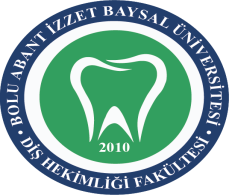 BOLU ABANT İZZET BAYSAL ÜNİVERSİTESİ
2010
• DİŞ HEKİMLİĞİ FAKÜLTESİ •